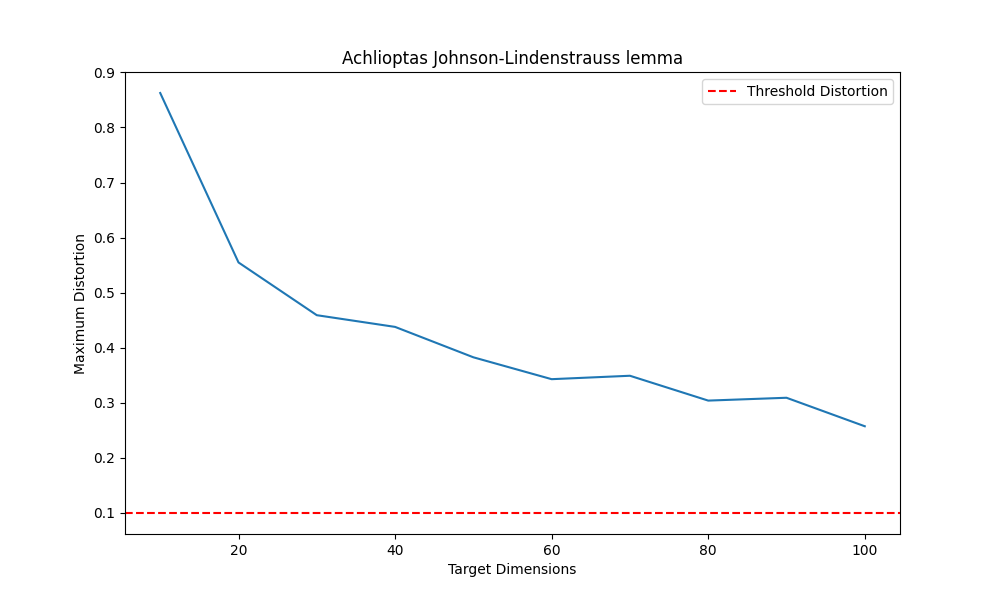 Achlioptas Johnson-Lindenstrauss lemma
Threshold Distortion
Maximum Distortion
0.9
0.8
0.7
0.6
0.5
0.4
0.3
0.2
0.1
20 40 60 80 100
Target Dimensions